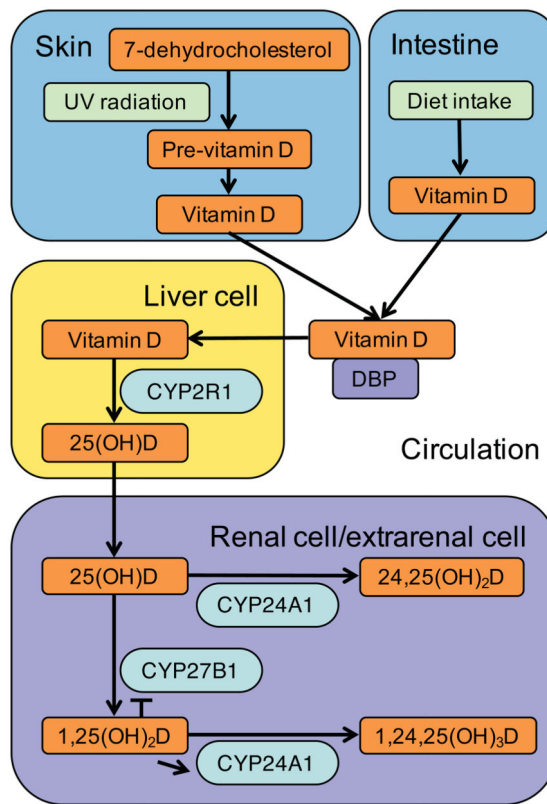 Skin
7-dehydrocholesterol
UV radiation
Pre-vitamin D
Vitamin D
Intestine
Diet intake
Vitamin D
Liver cell
Vitamin D
CYP2R1
25(OH)D
Vitamin D
DBP
Circulation
Renal cell/extrarenal cell
25(OH)D
CYP24A1
24,25(OH)₂D
CYP27B1
1,25(OH)₂D
CYP24A1
1,24,25(OH)₃D